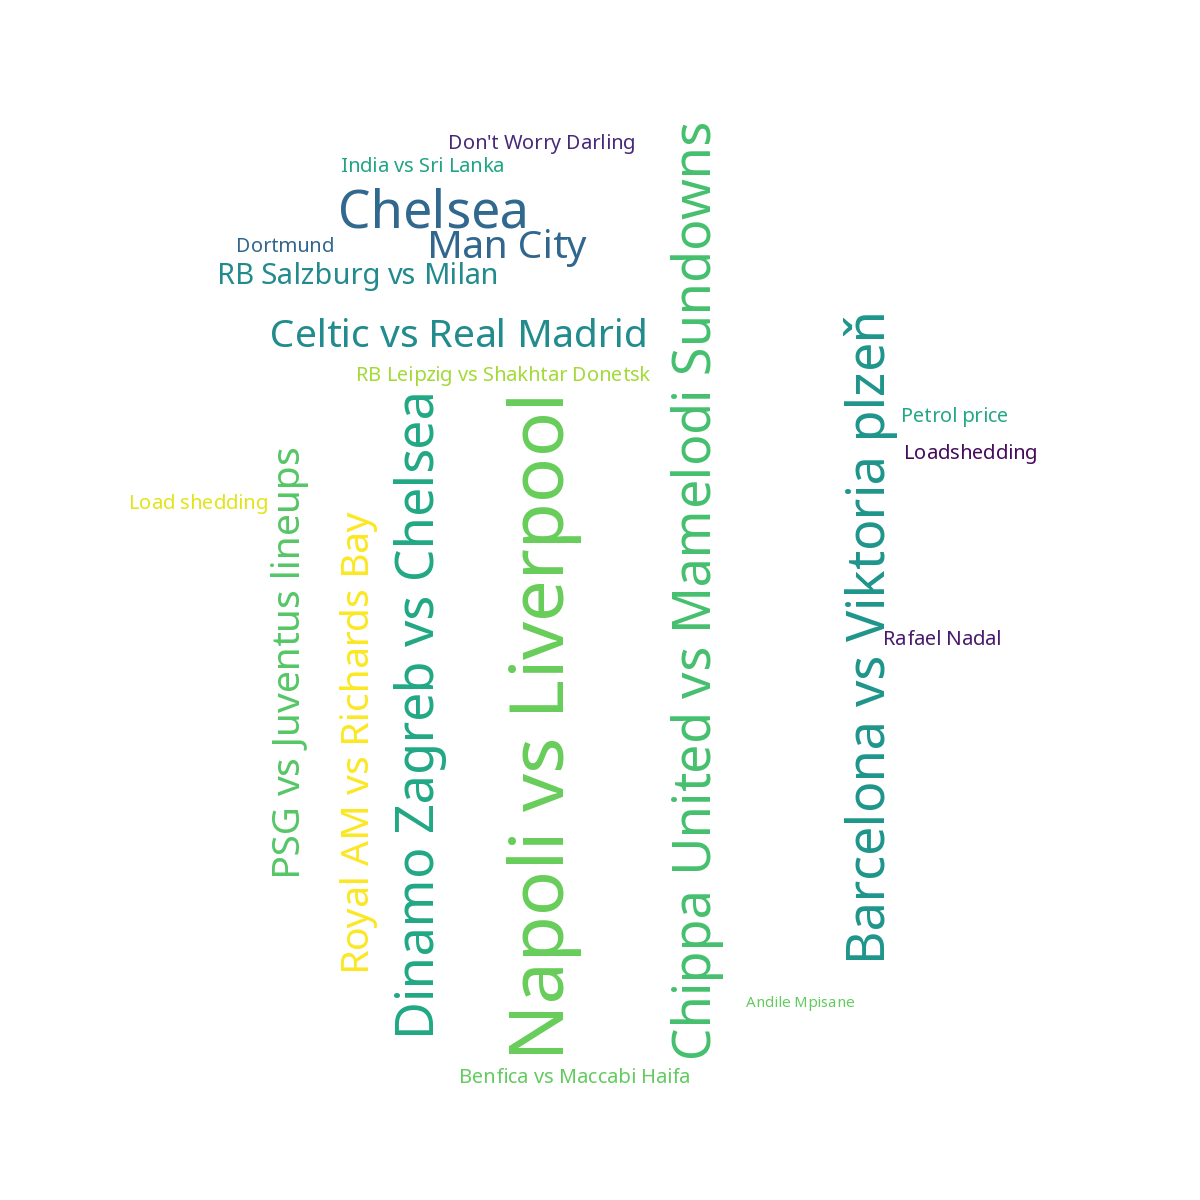 Don't Worry Darling
India vs Sri Lanka
Chelsea
Man City
Dortmund
RB Salzburg vs Milan
Celtic vs Real Madrid
RB Leipzig vs Shakhtar Donetsk
Load shedding
PSG vs Juventus lineups
Royal AM vs Richards Bay
Dinamo Zagreb vs Chelsea
Napoli vs Liverpool
Chippa United vs Mamelodi Sundowns
Barcelona vs Viktoria plzeň
Petrol price
Loadshedding
Rafael Nadal
Andile Mpisane
Benfica vs Maccabi Haifa